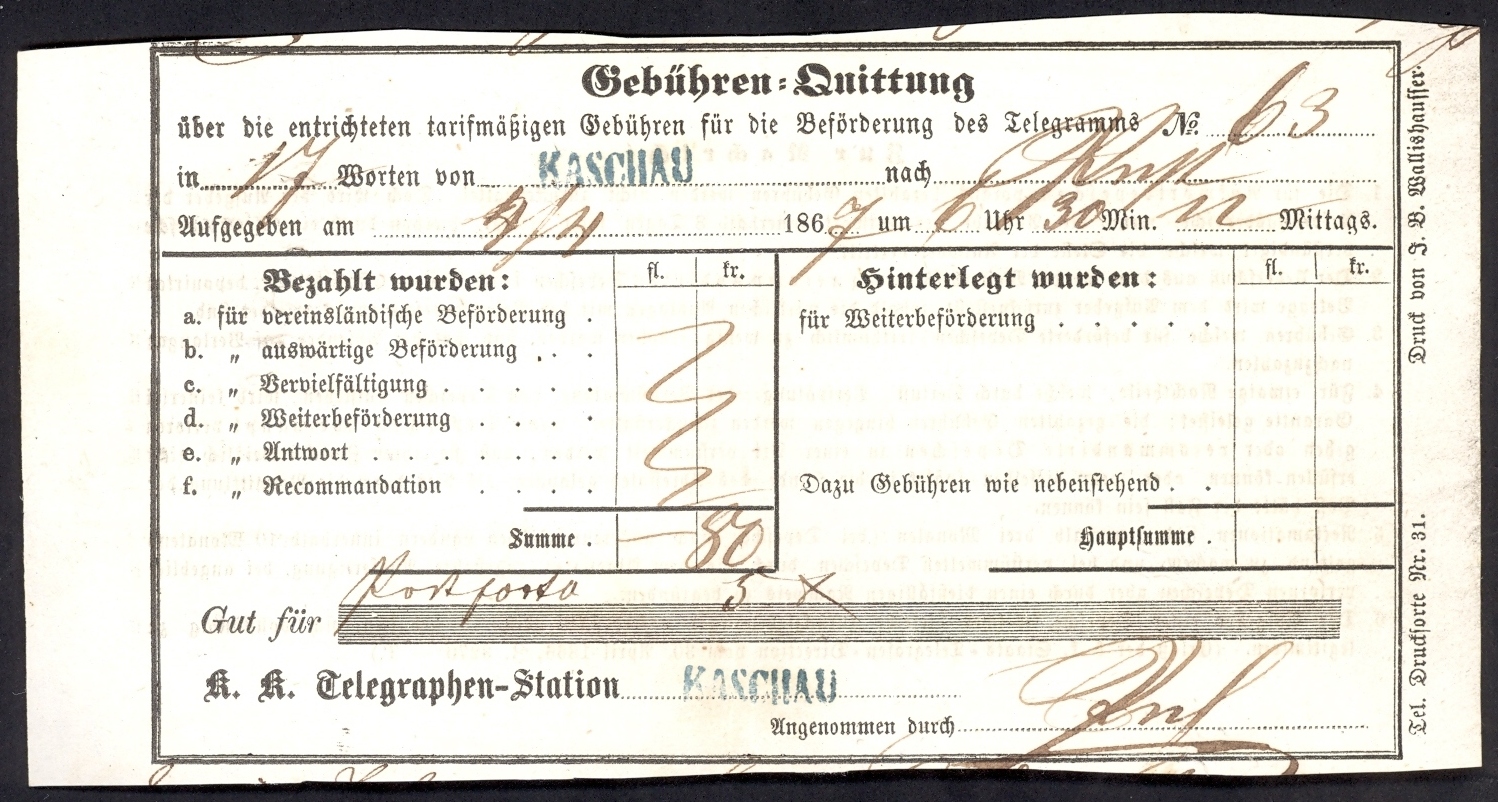 Gebühren-Quittung
über die entrichteten tarifmäßigen Gebühren für die Beförderung des Telegramms No. 63
in 17 Worten von KASCHAU nach
Aufgegeben am 4/4 1867 um 6 Uhr 30 Min. Mittags.
Bezahlt wurden: fl. kr.
a. für vereinsländische Beförderung .
b. „ auswärtige Beförderung . . .
c. „ Vervielfältigung . . . . .
d. „ Weiterbeförderung . . . .
e. „ Antwort . . . .
f. „ Recommandation . . . .
Summe . 80
Hinterlegt wurden: fl. kr.
für Weiterbeförderung . . . .
Dazu Gebühren wie nebenstehend . .
Hauptsumme .
Postporto 5 x
Gut für
K. K. Telegraphen-Station KASCHAU
Angenommen durch
Druck von J. B. Wallishausser.
Tel. Drucksorte Nr. 31.